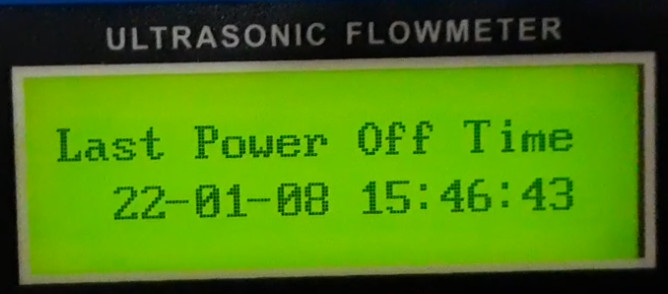 ULTRASONIC FLOWMETER
Last Power Off Time
22-01-08 15:46:43